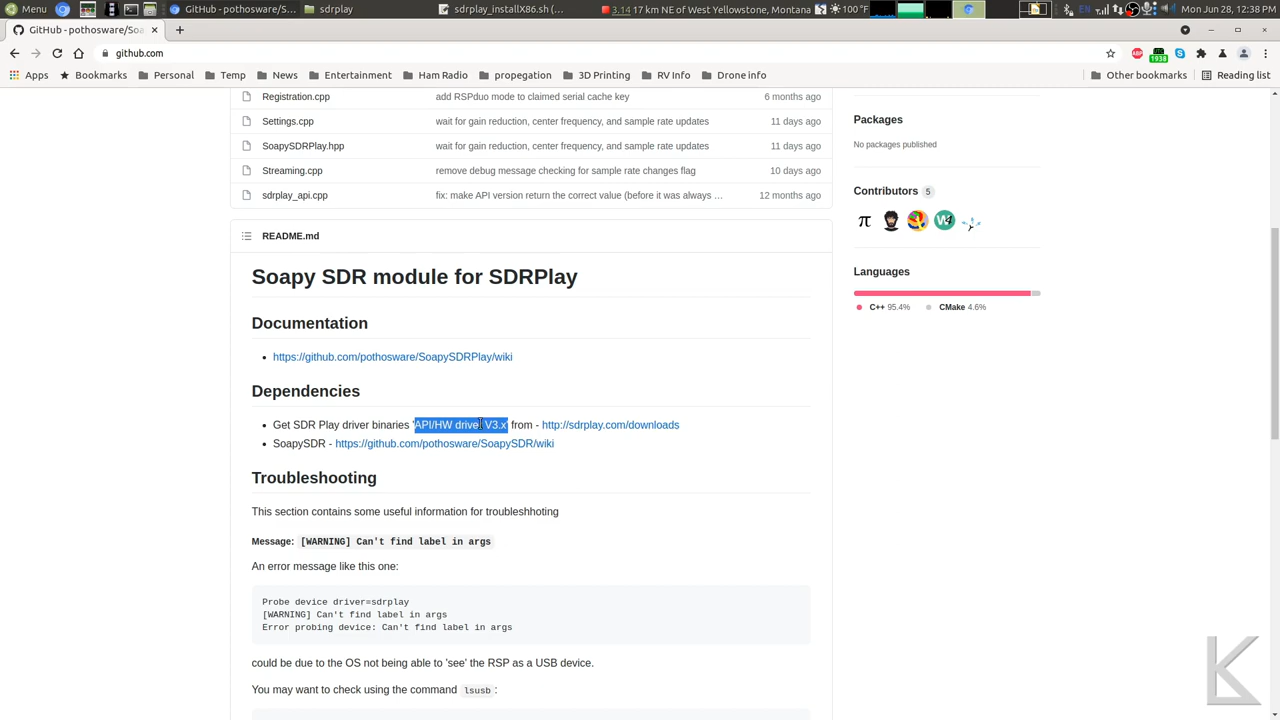 Menu GitHub - pothosware/S... sdrplay sdrplay_installX86.sh (... 3.14 17 km NE of West Yellowstone, Montana 100 °F EN Mon Jun 28, 12:38 PM
GitHub - pothosware/Soa
github.com
ABP 1938
Apps Bookmarks Personal Temp News Entertainment Ham Radio propegation 3D Printing RV Info Drone info Other bookmarks Reading list
Registration.cpp add RSPduo mode to claimed serial cache key 6 months ago
Settings.cpp wait for gain reduction, center frequency, and sample rate updates 11 days ago
SoapySDRPlay.hpp wait for gain reduction, center frequency, and sample rate updates 11 days ago
Streaming.cpp remove debug message checking for sample rate changes flag 10 days ago
sdrplay_api.cpp fix: make API version return the correct value (before it was always … 12 months ago
Packages
No packages published
Contributors 5
Languages
C++ 95.4% CMake 4.6%
README.md
Soapy SDR module for SDRPlay
Documentation
• https://github.com/pothosware/SoapySDRPlay/wiki
Dependencies
• Get SDR Play driver binaries 'API/HW driver V3.x' from - http://sdrplay.com/downloads
• SoapySDR - https://github.com/pothosware/SoapySDR/wiki
Troubleshooting
This section contains some useful information for troubleshhoting
Message: [WARNING] Can't find label in args
An error message like this one:
Probe device driver=sdrplay
[WARNING] Can't find label in args
Error probing device: Can't find label in args
could be due to the OS not being able to 'see' the RSP as a USB device.
You may want to check using the command lsusb:
K